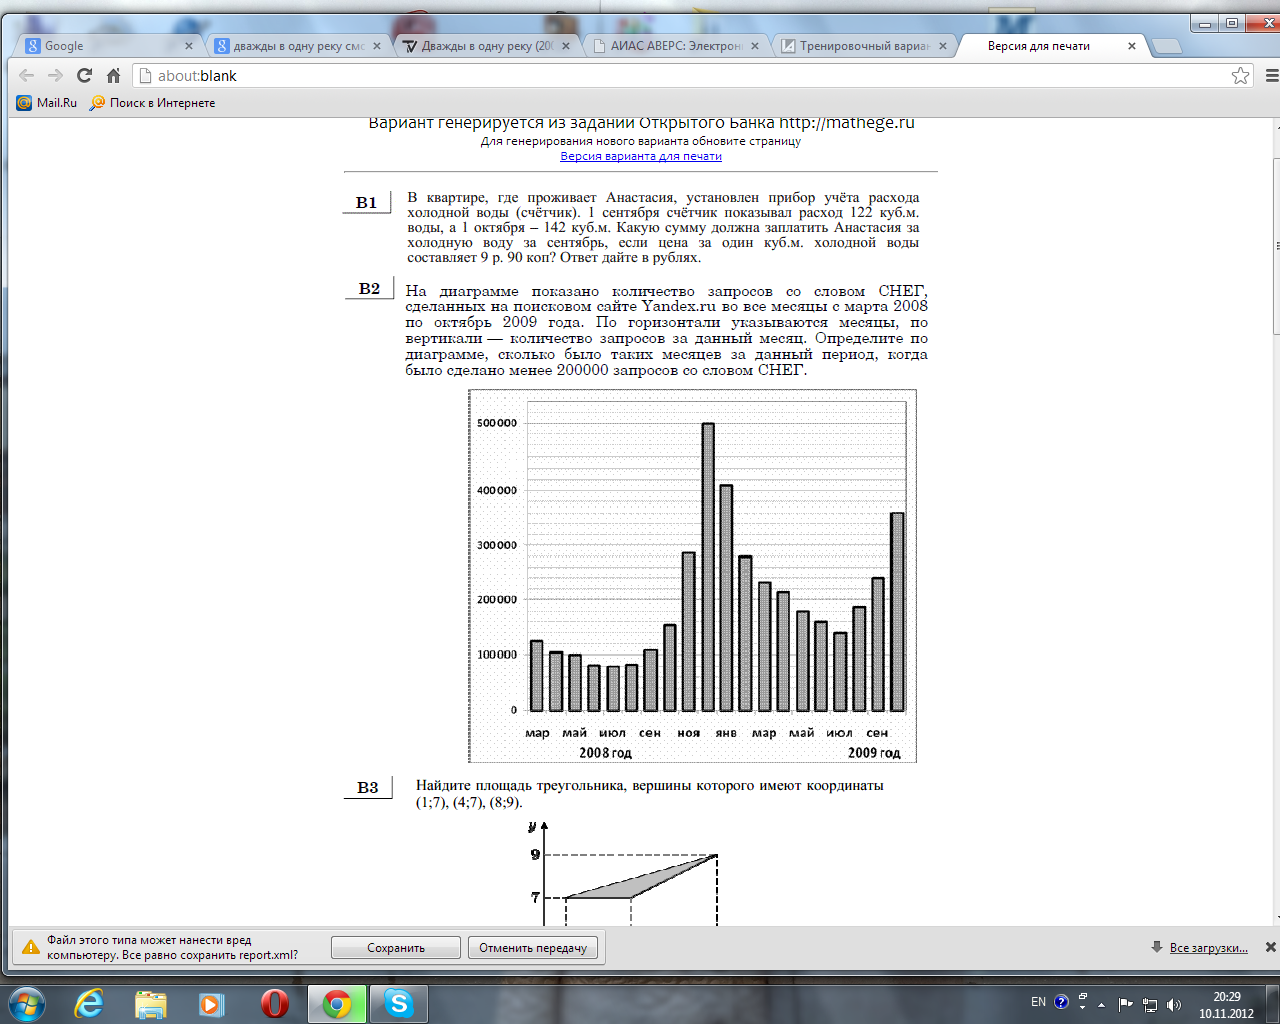 Google
дважды в одну реку смо
Дважды в одну реку (200
АИАС АВЕРС: Электронн
Тренировочный вариан
Версия для печати
about:blank
Mail.Ru
Поиск в Интернете
Вариант генерируется из заданий Открытого Банка http://mathege.ru
Для генерирования нового варианта обновите страницу
Версия варианта для печати
В1
В квартире, где проживает Анастасия, установлен прибор учёта расхода
холодной воды (счётчик). 1 сентября счётчик показывал расход 122 куб.м.
воды, а 1 октября – 142 куб.м. Какую сумму должна заплатить Анастасия за
холодную воду за сентябрь, если цена за один куб.м. холодной воды
составляет 9 р. 90 коп? Ответ дайте в рублях.
В2
На диаграмме показано количество запросов со словом СНЕГ,
сделанных на поисковом сайте Yandex.ru во все месяцы с марта 2008
по октябрь 2009 года. По горизонтали указываются месяцы, по
вертикали — количество запросов за данный месяц. Определите по
диаграмме, сколько было таких месяцев за данный период, когда
было сделано менее 200000 запросов со словом СНЕГ.
500000
400000
300000
200000
100000
0
мар май июл сен ноя янв мар май июл сен
2008 год 2009 год
В3
Найдите площадь треугольника, вершины которого имеют координаты
(1;7), (4;7), (8;9).
y
9
7
Файл этого типа может нанести вред
компьютеру. Все равно сохранить report.xml?
Сохранить
Отменить передачу
Все загрузки...
EN
20:29
10.11.2012